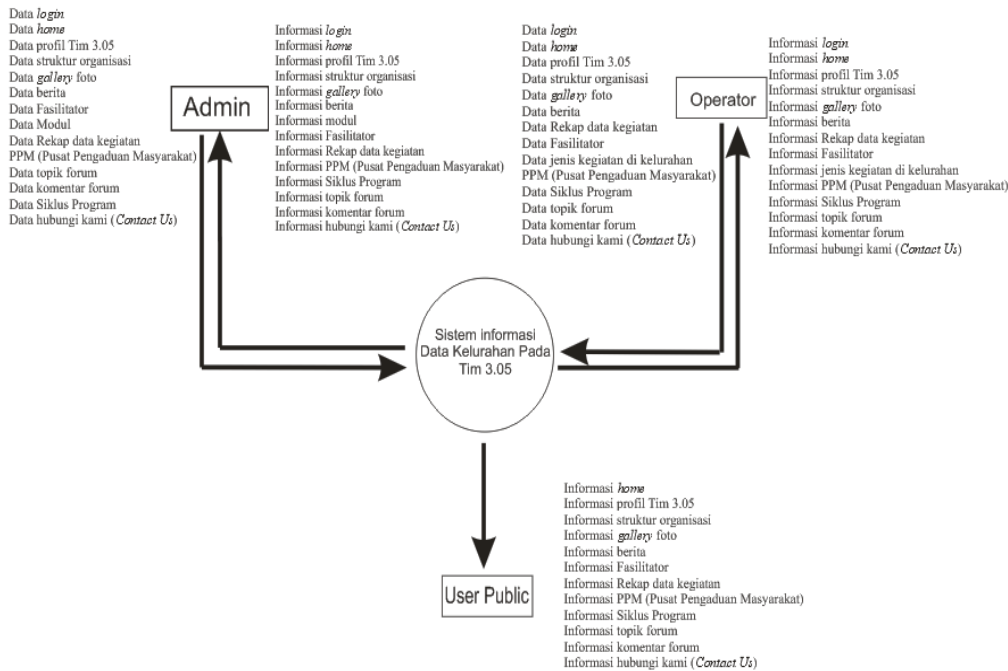 Data login
Data home
Data profil Tim 3.05
Data struktur organisasi
Data gallery foto
Data berita
Data Fasilitator
Data Modul
Data Rekap data kegiatan
PPM (Pusat Pengaduan Masyarakat)
Data topik forum
Data komentar forum
Data Siklus Program
Data hubungi kami (Contact Us)
Admin
Informasi login
Informasi home
Informasi profil Tim 3.05
Informasi struktur organisasi
Informasi gallery foto
Informasi berita
Informasi modul
Informasi Fasilitator
Informasi Rekap data kegiatan
Informasi PPM (Pusat Pengaduan Masyarakat)
Informasi Siklus Program
Informasi topik forum
Informasi komentar forum
Informasi hubungi kami (Contact Us)
Data login
Data home
Data profil Tim 3.05
Data struktur organisasi
Data gallery foto
Data berita
Data Rekap data kegiatan
Data Fasilitator
Data jenis kegiatan di kelurahan
PPM (Pusat Pengaduan Masyarakat)
Data Siklus Program
Data topik forum
Data komentar forum
Data hubungi kami (Contact Us)
Operator
Informasi login
Informasi home
Informasi profil Tim 3.05
Informasi struktur organisasi
Informasi gallery foto
Informasi berita
Informasi Rekap data kegiatan
Informasi Fasilitator
Informasi jenis kegiatan di kelurahan
Informasi PPM (Pusat Pengaduan Masyarakat)
Informasi Siklus Program
Informasi topik forum
Informasi komentar forum
Informasi hubungi kami (Contact Us)
Sistem informasi
Data Kelurahan Pada
Tim 3.05
User Public
Informasi home
Informasi profil Tim 3.05
Informasi struktur organisasi
Informasi gallery foto
Informasi berita
Informasi Fasilitator
Informasi Rekap data kegiatan
Informasi PPM (Pusat Pengaduan Masyarakat)
Informasi Siklus Program
Informasi topik forum
Informasi komentar forum
Informasi hubungi kami (Contact Us)